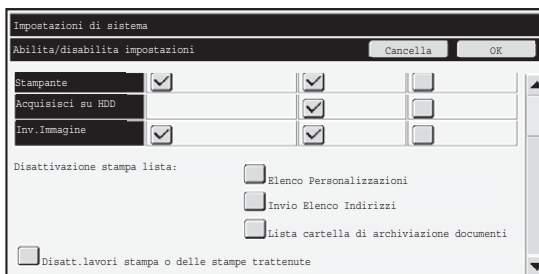 Impostazioni di sistema
Abilita/disabilita impostazioni Cancella OK
Stampante
Acquisisci su HDD
Inv.Immagine
Disattivazione stampa lista:
Elenco Personalizzazioni
Invio Elenco Indirizzi
Lista cartella di archiviazione documenti
Disatt.lavori stampa o delle stampe trattenute